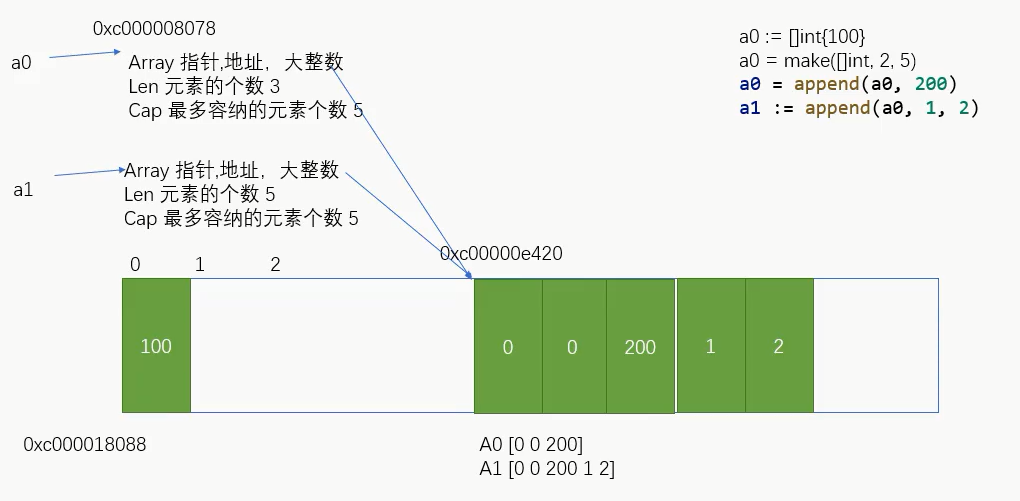 0xc000008078
a0
Array 指针,地址，大整数
Len 元素的个数 3
Cap 最多容纳的元素个数 5
a0 := []int{100}
a0 = make([]int, 2, 5)
a0 = append(a0, 200)
a1 := append(a0, 1, 2)
a1
Array 指针,地址，大整数
Len 元素的个数 5
Cap 最多容纳的元素个数 5
0xc00000e420
0 1 2
100 0 0 200 1 2
0xc000018088
A0 [0 0 200]
A1 [0 0 200 1 2]